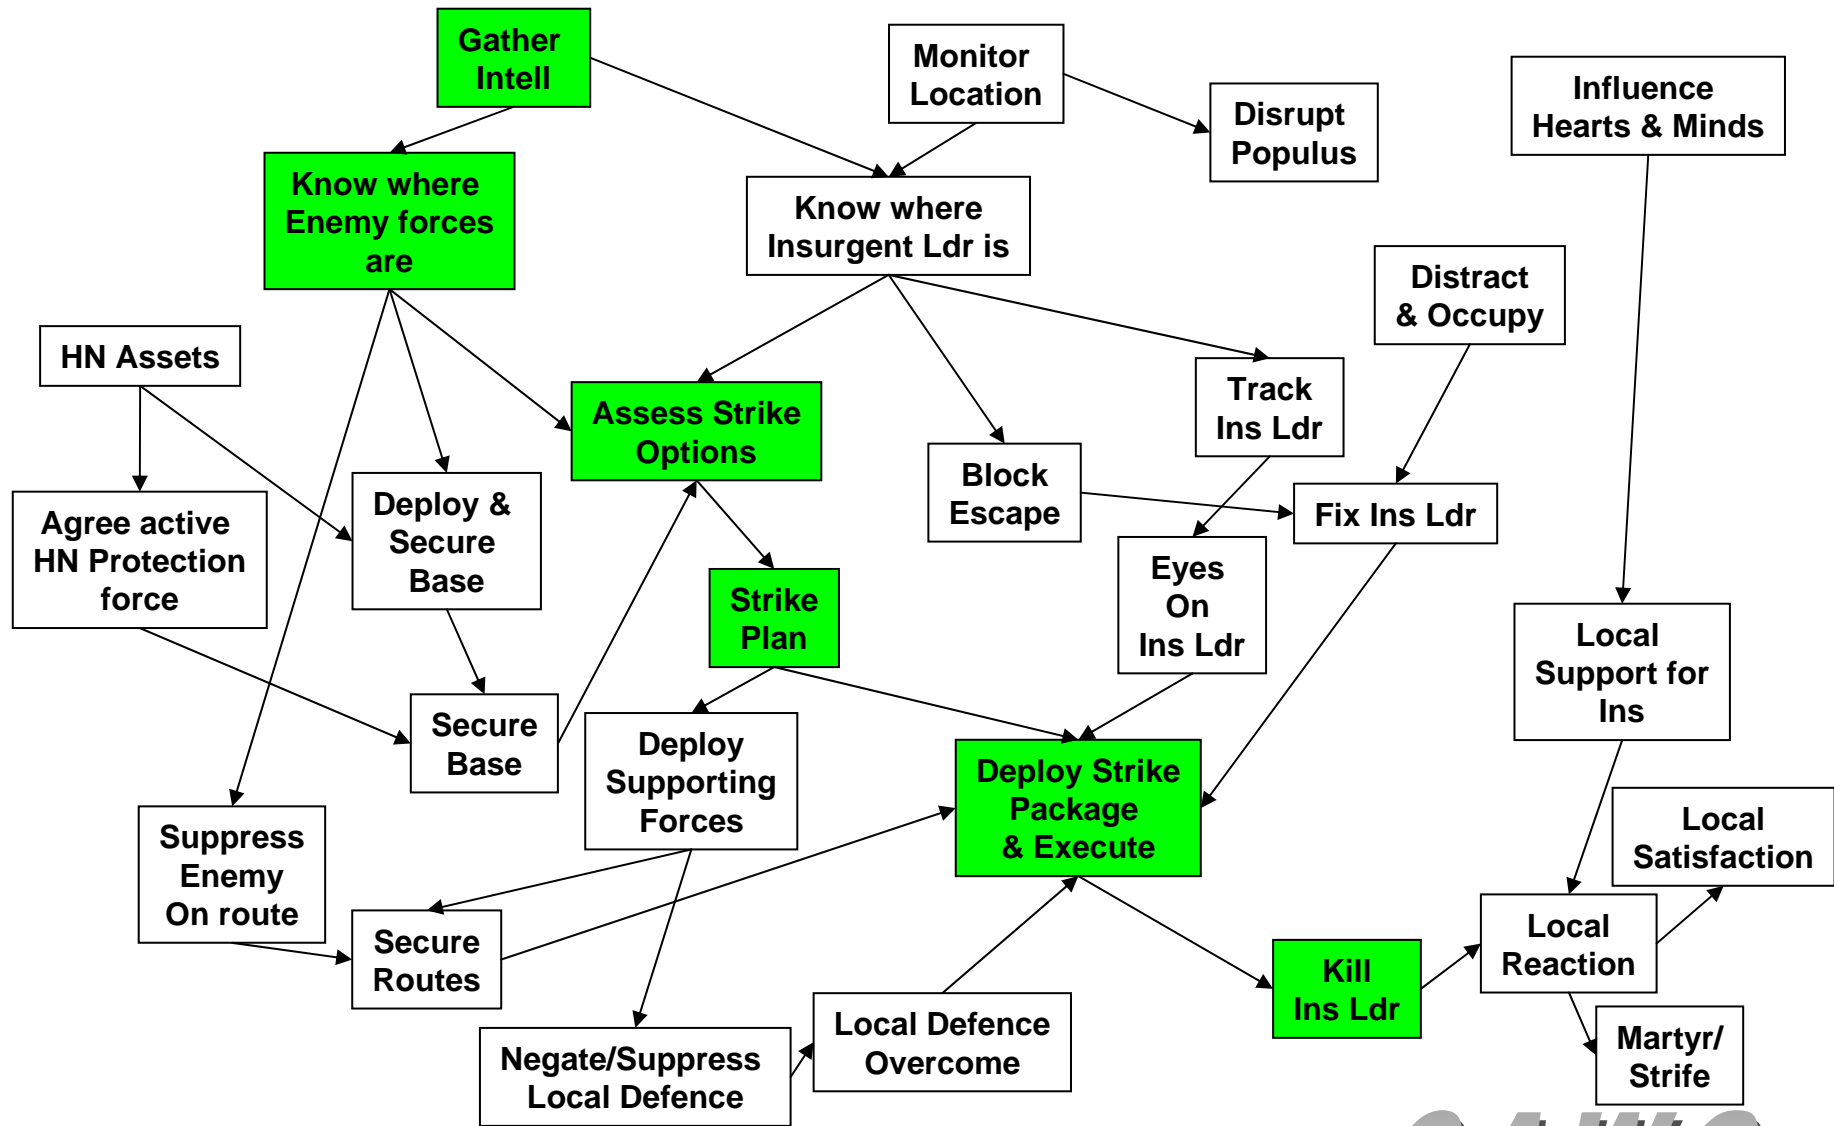 Gather
Intell
Monitor
Location
Influence
Hearts & Minds
Disrupt
Populus
Know where
Enemy forces
are
Know where
Insurgent Ldr is
Distract
& Occupy
HN Assets
Track
Ins Ldr
Assess Strike
Options
Block
Escape
Fix Ins Ldr
Agree active
HN Protection
force
Deploy &
Secure
Base
Eyes
On
Ins Ldr
Strike
Plan
Local
Support for
Ins
Secure
Base
Deploy
Supporting
Forces
Deploy Strike
Package
& Execute
Local
Satisfaction
Suppress
Enemy
On route
Secure
Routes
Local
Reaction
Kill
Ins Ldr
Local Defence
Overcome
Martyr/
Strife
Negate/Suppress
Local Defence